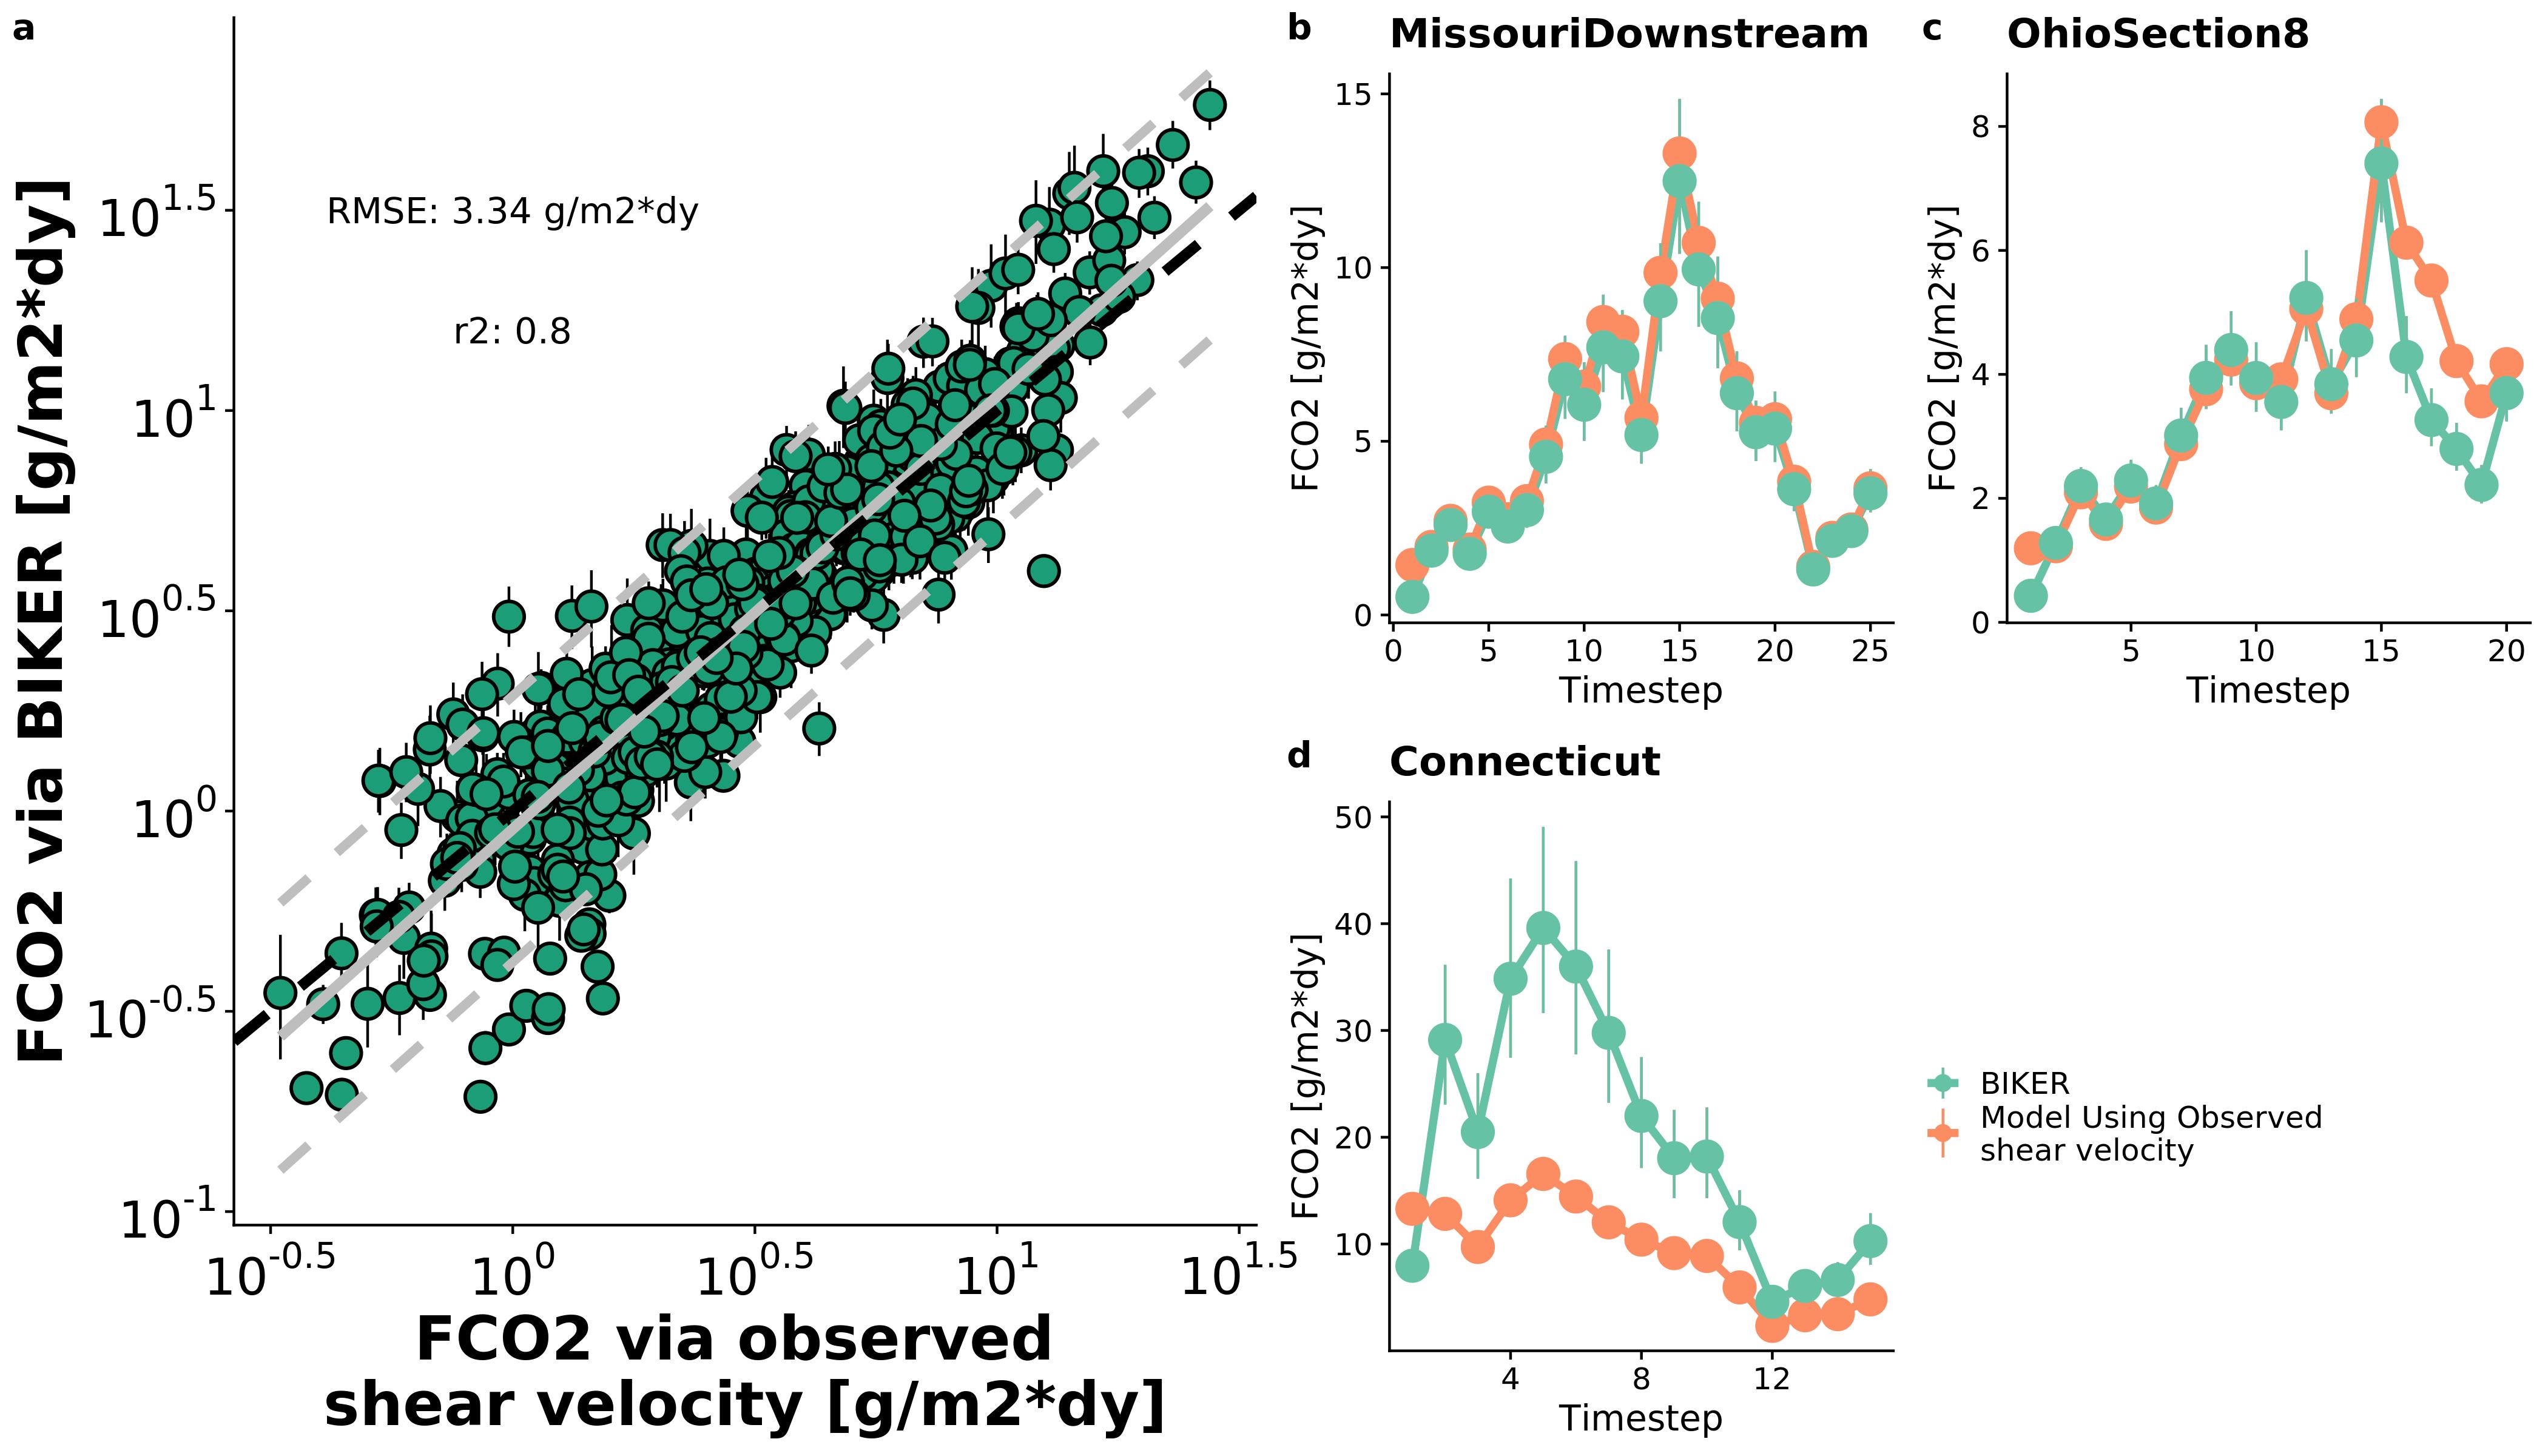 a
FCO2 via BIKER [g/m2*dy]
10^1.5
10^1
10^0.5
10^0
10^-0.5
10^-1
RMSE: 3.34 g/m2*dy
r2: 0.8
10^-0.5 10^0 10^0.5 10^1 10^1.5
FCO2 via observed
shear velocity [g/m2*dy]
b MissouriDownstream
FCO2 [g/m2*dy]
15
10
5
0
0 5 10 15 20 25
Timestep
c OhioSection8
FCO2 [g/m2*dy]
8
6
4
2
0
5 10 15 20
Timestep
d Connecticut
FCO2 [g/m2*dy]
50
40
30
20
10
4 8 12
Timestep
BIKER
Model Using Observed
shear velocity